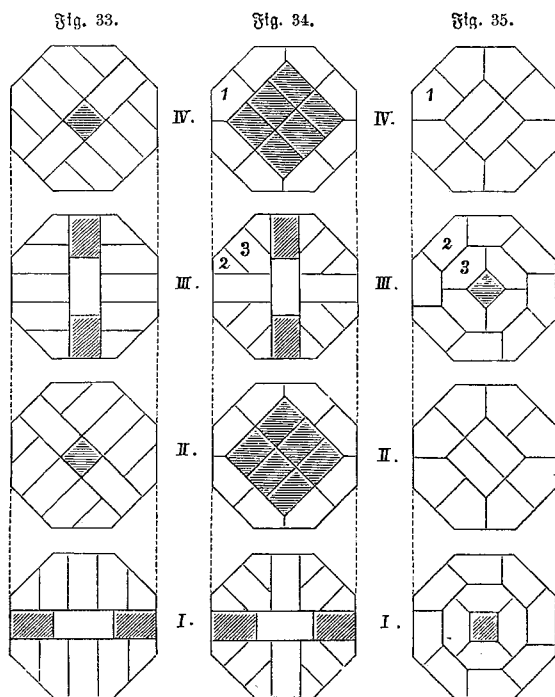 Fig. 33. Fig. 34. Fig. 35.
1 IV. 1 IV.
2 3 III. 2 3 III.
II. II.
I. I.